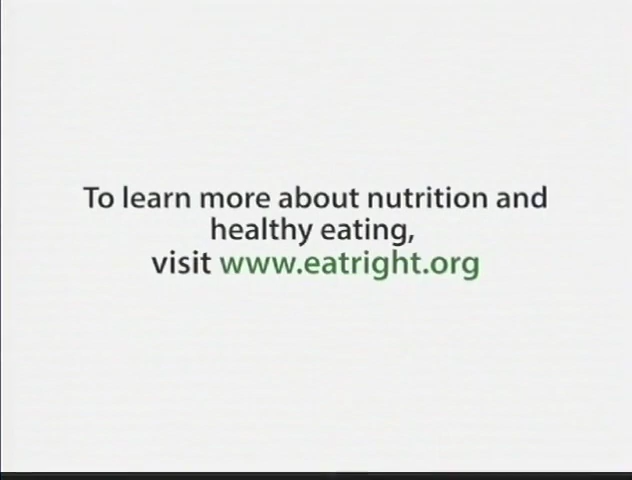 To learn more about nutrition and
healthy eating,
visit www.eatright.org